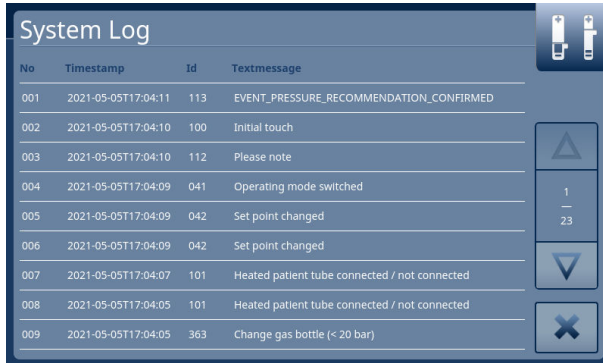 System Log
No Timestamp Id Textmessage
001 2021-05-05T17:04:11 113 EVENT_PRESSURE_RECOMMENDATION_CONFIRMED
002 2021-05-05T17:04:10 100 Initial touch
003 2021-05-05T17:04:10 112 Please note
004 2021-05-05T17:04:09 041 Operating mode switched
005 2021-05-05T17:04:09 042 Set point changed
006 2021-05-05T17:04:09 042 Set point changed
007 2021-05-05T17:04:07 101 Heated patient tube connected / not connected
008 2021-05-05T17:04:05 101 Heated patient tube connected / not connected
009 2021-05-05T17:04:05 363 Change gas bottle (< 20 bar)
1
23